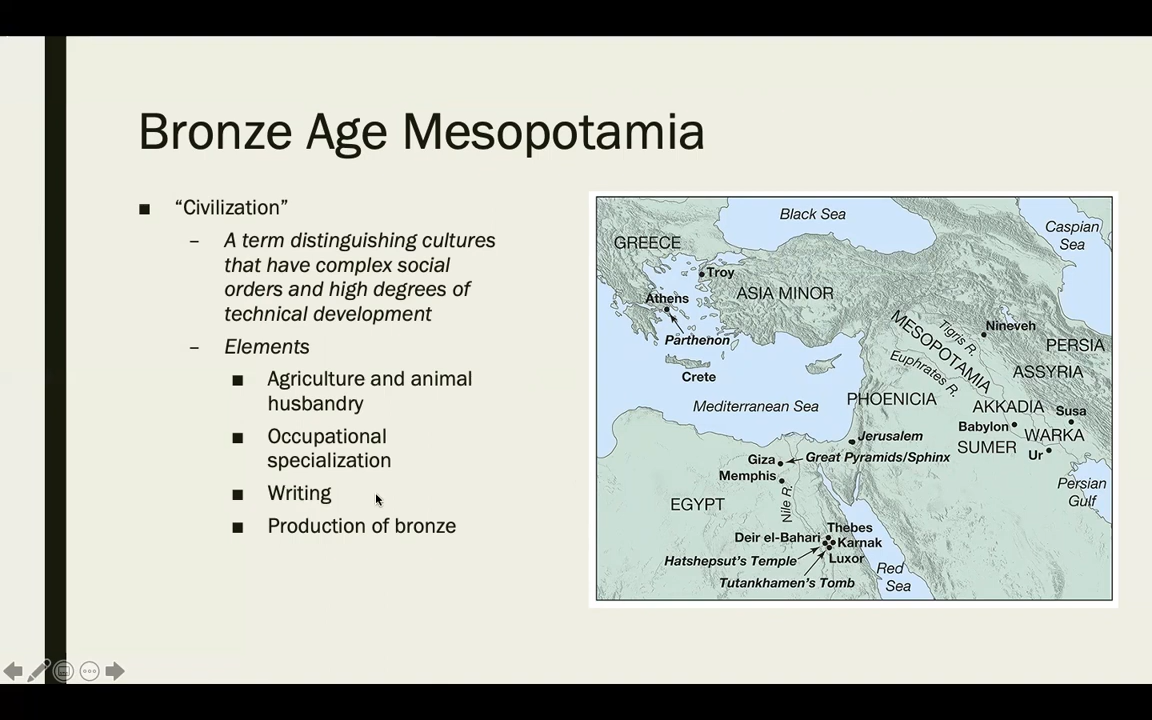 Bronze Age Mesopotamia
■ “Civilization”
– A term distinguishing cultures
that have complex social
orders and high degrees of
technical development
– Elements
■ Agriculture and animal
husbandry
■ Occupational
specialization
■ Writing
■ Production of bronze
Black Sea
Caspian
Sea
GREECE
Troy
ASIA MINOR
Athens
Parthenon
Crete
MESOPOTAMIA
Tigris R.
Nineveh
PERSIA
Euphrates R.
ASSYRIA
PHOENICIA
Mediterranean Sea
AKKADIA
Susa
Babylon
WARKA
SUMER
Ur
Jerusalem
Giza
Great Pyramids/Sphinx
Memphis
Persian
Gulf
EGYPT
Nile R.
Thebes
Deir el-Bahari
Karnak
Luxor
Hatshepsut’s Temple
Tutankhamen’s Tomb
Red
Sea